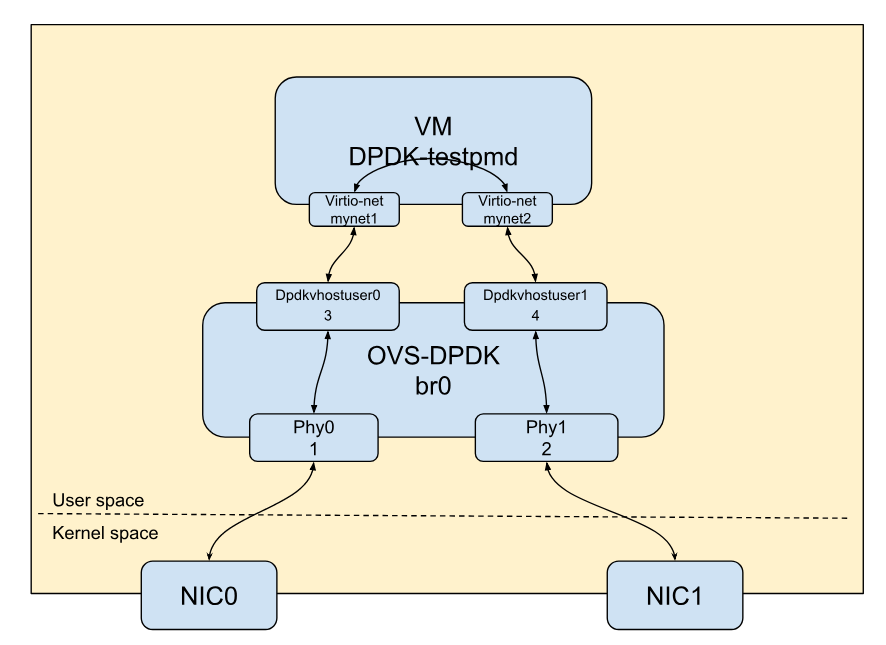 VM
DPDK-testpmd
Virtio-net
mynet1
Virtio-net
mynet2
Dpdkvhostuser0
3
Dpdkvhostuser1
4
OVS-DPDK
br0
Phy0
1
Phy1
2
User space
Kernel space
NIC0
NIC1